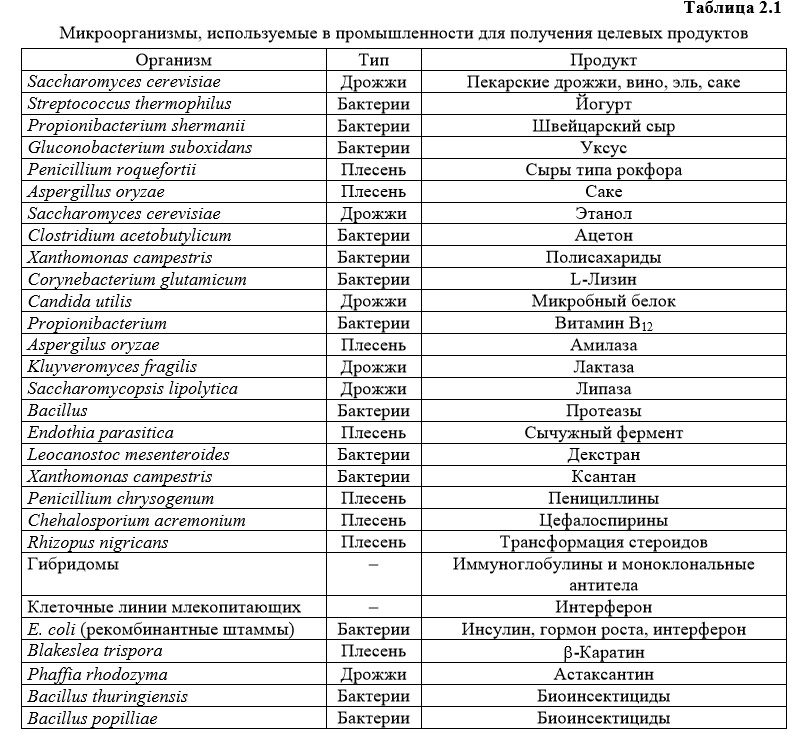 Таблица 2.1
Микроорганизмы, используемые в промышленности для получения целевых продуктов
Организм Тип Продукт
Saccharomyces cerevisiae Дрожжи Пекарские дрожжи, вино, эль, саке
Streptococcus thermophilus Бактерии Йогурт
Propionibacterium shermanii Бактерии Швейцарский сыр
Gluconobacterium suboxidans Бактерии Уксус
Penicillium roquefortii Плесень Сыры типа рокфора
Aspergillus oryzae Плесень Саке
Saccharomyces cerevisiae Дрожжи Этанол
Clostridium acetobutylicum Бактерии Ацетон
Xanthomonas campestris Бактерии Полисахариды
Corynebacterium glutamicum Бактерии L-Лизин
Candida utilis Дрожжи Микробный белок
Propionibacterium Бактерии Витамин B12
Aspergilus oryzae Плесень Амилаза
Kluyveromyces fragilis Дрожжи Лактаза
Saccharomycopsis lipolytica Дрожжи Липаза
Bacillus Бактерии Протеазы
Endothia parasitica Плесень Сычужный фермент
Leocanostoc mesenteroides Бактерии Декстран
Xanthomonas campestris Бактерии Ксантан
Penicillium chrysogenum Плесень Пенициллины
Chehalosporium acremonium Плесень Цефалоспирины
Rhizopus nigricans Плесень Трансформация стероидов
Гибридомы – Иммуноглобулины и моноклональные
антитела
Клеточные линии млекопитающих – Интерферон
E. coli (рекомбинантные штаммы) Бактерии Инсулин, гормон роста, интерферон
Blakeslea trispora Плесень β-Каратин
Phaffia rhodozyma Дрожжи Астаксантин
Bacillus thuringiensis Бактерии Биоинсектициды
Bacillus popilliae Бактерии Биоинсектициды